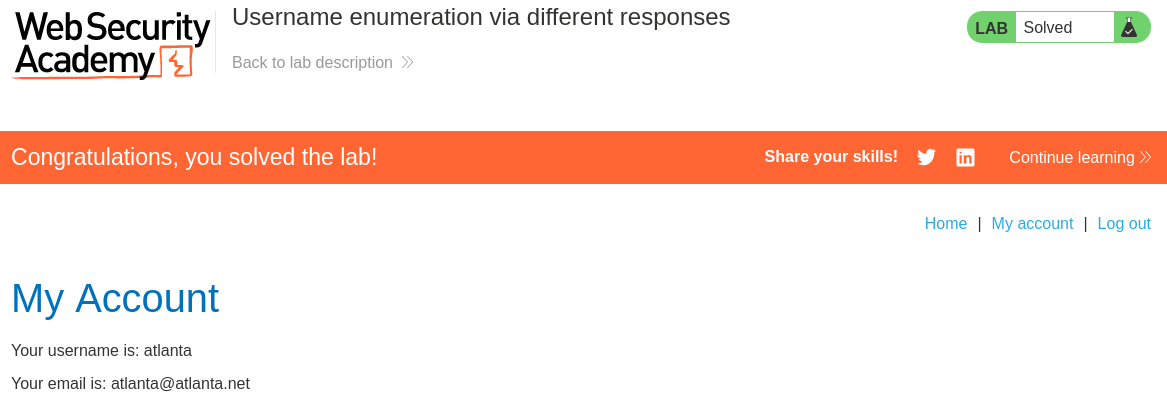 Web Security
Academy
Username enumeration via different responses
Back to lab description
LAB Solved
Congratulations, you solved the lab!
Share your skills!
Continue learning
Home | My account | Log out
My Account
Your username is: atlanta
Your email is: atlanta@atlanta.net